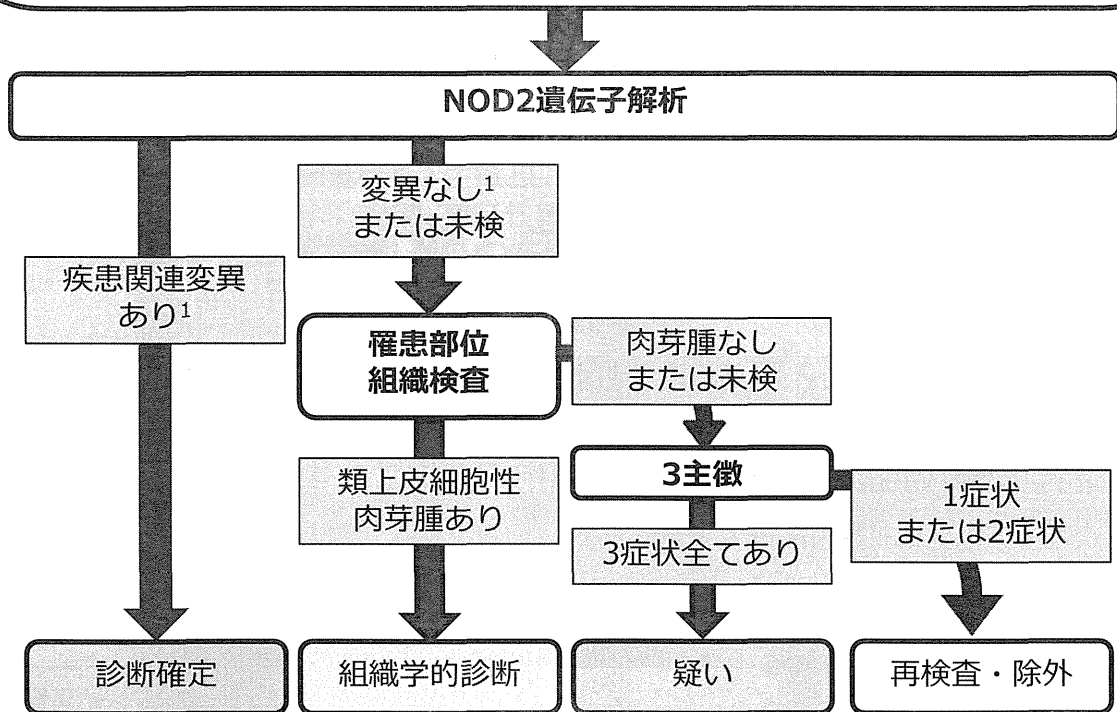 NOD2遺伝子解析
変異なし1
または未検
疾患関連変異
あり1
罹患部位
組織検査
肉芽腫なし
または未検
類上皮細胞性
肉芽腫あり
3主徴
1症状
または2症状
3症状全てあり
診断確定
組織学的診断
疑い
再検査・除外